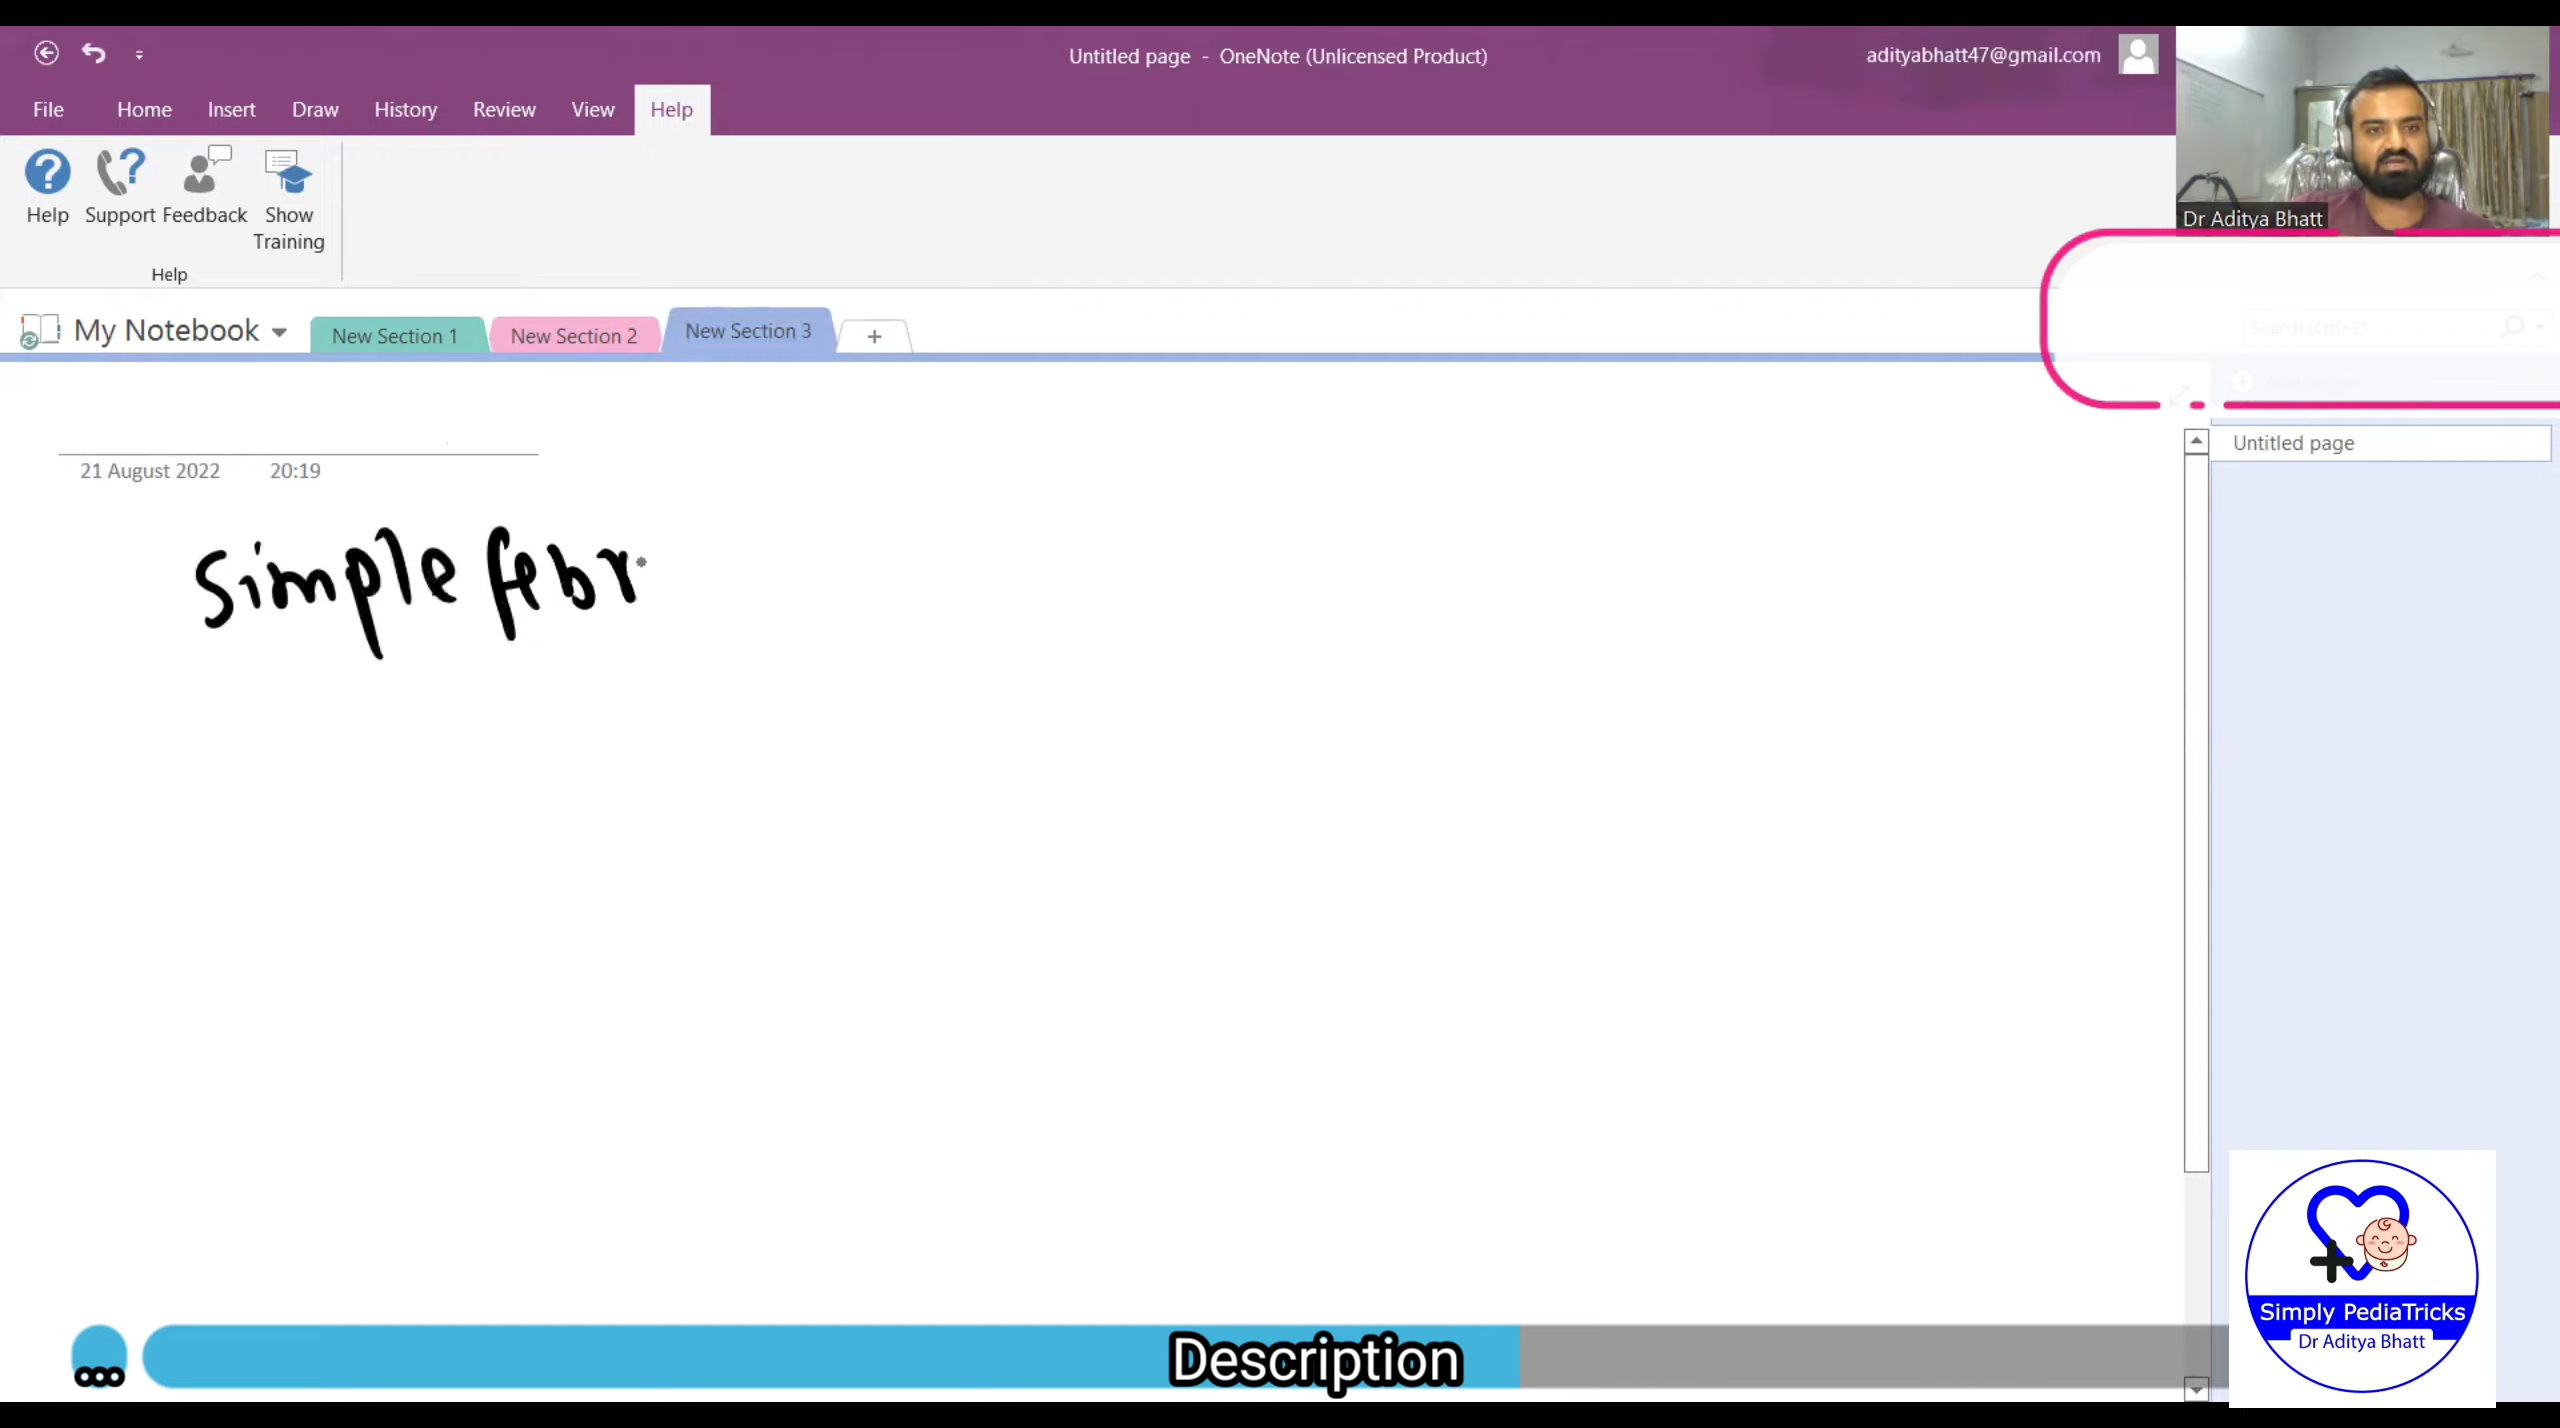 Untitled page - OneNote (Unlicensed Product)
adityabhatt47@gmail.com
File Home Insert Draw History Review View Help
Help Support Feedback Show Training
Help
Dr Aditya Bhatt
My Notebook New Section 1 New Section 2 New Section 3 +
Search (Ctrl+E)
Untitled page
21 August 2022 20:19
Simple febr
Description
Simply PediaTricks
Dr Aditya Bhatt